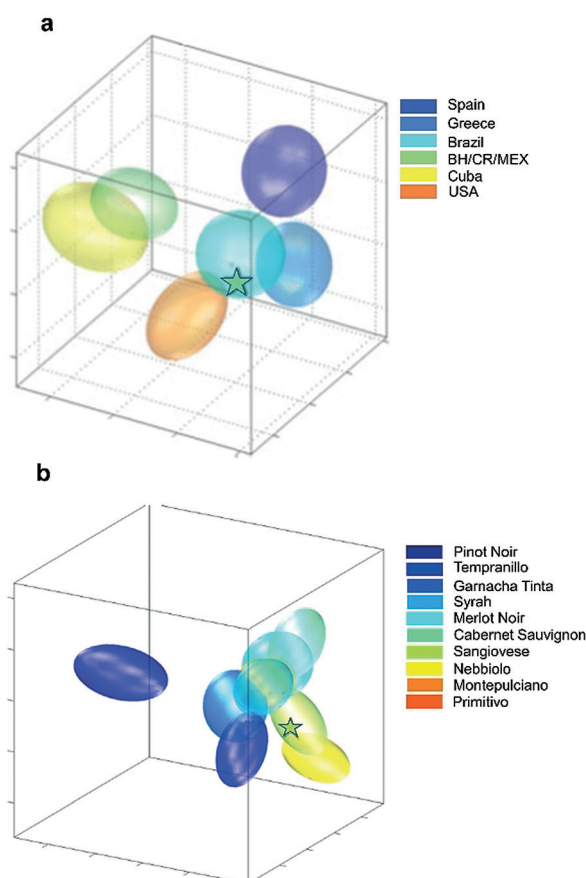 a
Spain
Greece
Brazil
BH/CR/MEX
Cuba
USA
b
Pinot Noir
Tempranillo
Garnacha Tinta
Syrah
Merlot Noir
Cabernet Sauvignon
Sangiovese
Nebbiolo
Montepulciano
Primitivo